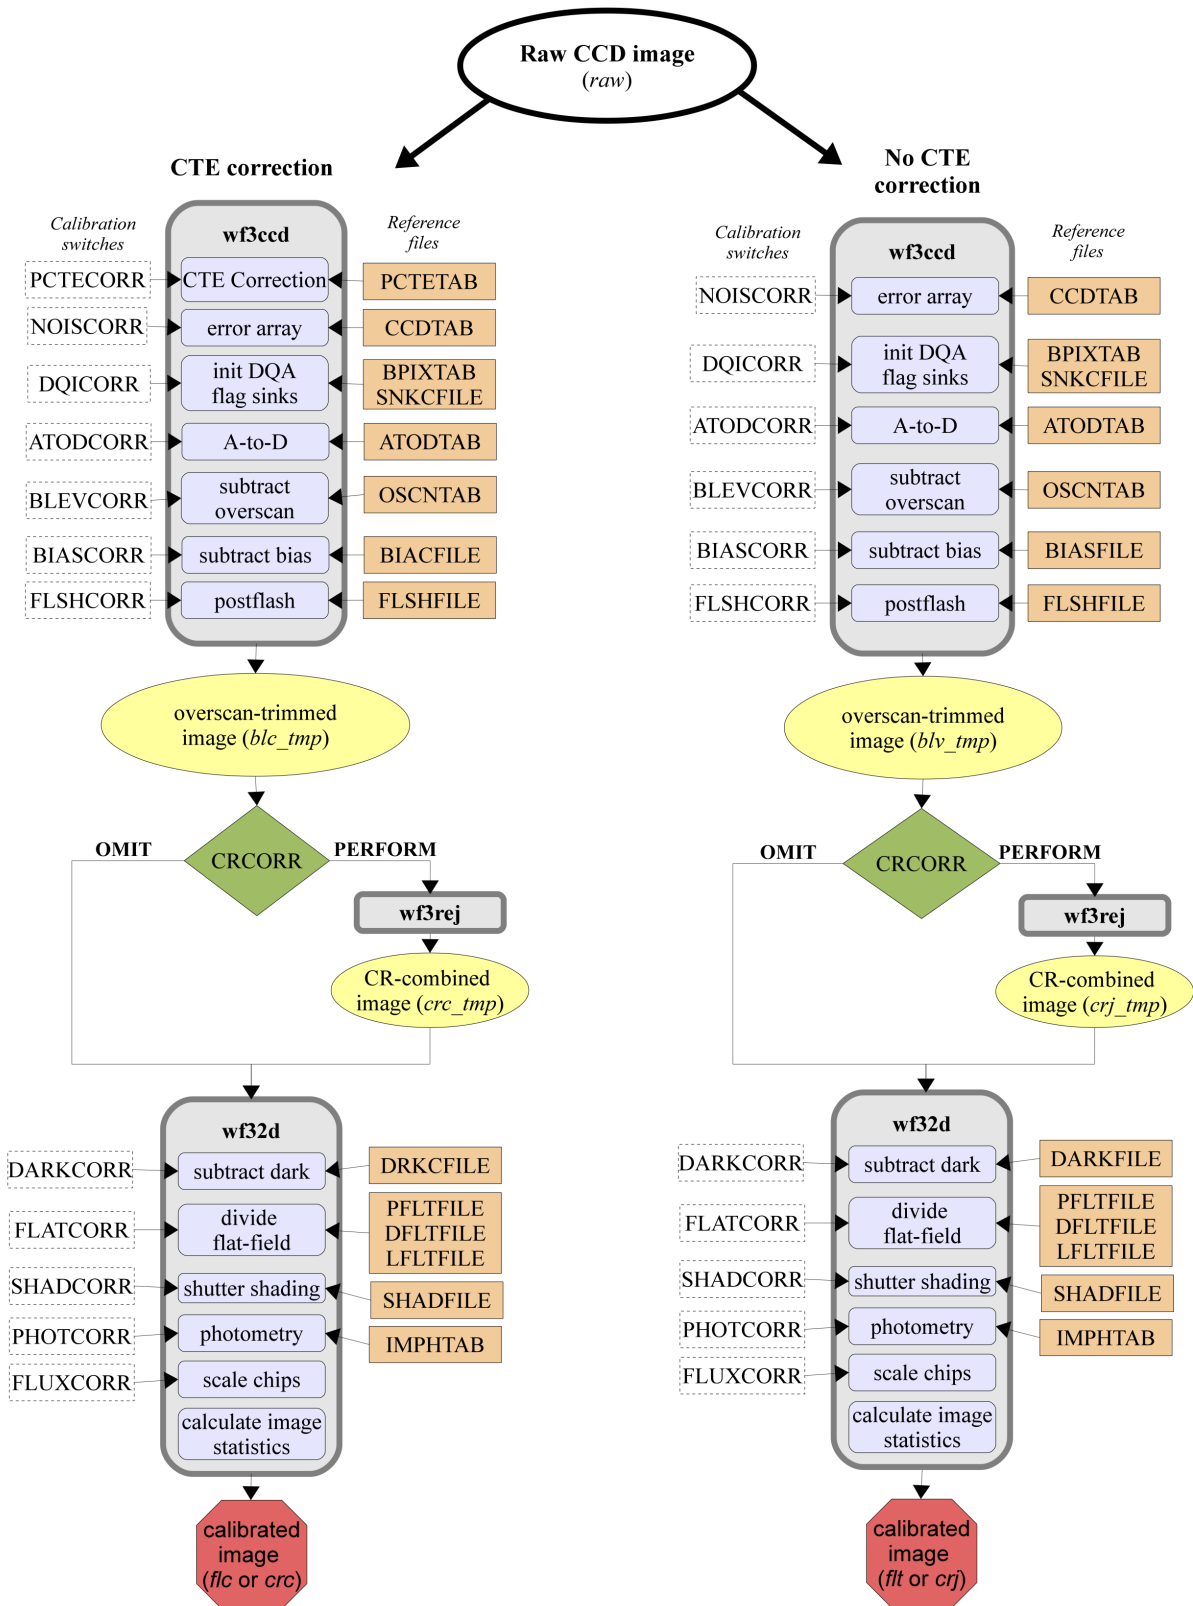 Raw CCD image
(raw)
CTE correction
Calibration
switches
Reference
files
wf3ccd
PCTECORR
CTE Correction
PCTETAB
NOISCORR
error array
CCDTAB
DQICORR
init DQA
flag sinks
BPIXTAB
SNKCFILE
ATODCORR
A-to-D
ATODTAB
BLEVCORR
subtract
overscan
OSCNTAB
BIASCORR
subtract bias
BIACFILE
FLSHCORR
postflash
FLSHFILE
overscan-trimmed
image (blc_tmp)
OMIT
CRCORR
PERFORM
wf3rej
CR-combined
image (crc_tmp)
wf32d
DARKCORR
subtract dark
DRKCFILE
FLATCORR
divide
flat-field
PFLTFILE
DFLTFILE
LFLTFILE
SHADCORR
shutter shading
SHADFILE
PHOTCORR
photometry
IMPHTAB
FLUXCORR
scale chips
calculate image
statistics
calibrated
image
(flc or crc)
No CTE
correction
Calibration
switches
Reference
files
wf3ccd
NOISCORR
error array
CCDTAB
DQICORR
init DQA
flag sinks
BPIXTAB
SNKCFILE
ATODCORR
A-to-D
ATODTAB
BLEVCORR
subtract
overscan
OSCNTAB
BIASCORR
subtract bias
BIASFILE
FLSHCORR
postflash
FLSHFILE
overscan-trimmed
image (blv_tmp)
OMIT
CRCORR
PERFORM
wf3rej
CR-combined
image (crj_tmp)
wf32d
DARKCORR
subtract dark
DARKFILE
FLATCORR
divide
flat-field
PFLTFILE
DFLTFILE
LFLTFILE
SHADCORR
shutter shading
SHADFILE
PHOTCORR
photometry
IMPHTAB
FLUXCORR
scale chips
calculate image
statistics
calibrated
image
(flt or crj)